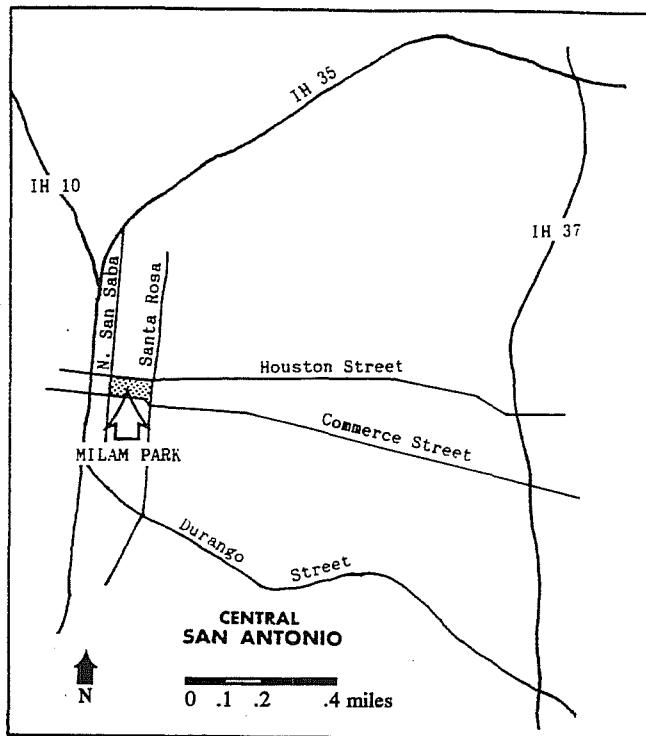 IH 35
IH 10
IH 37
N. San Saba
Santa Rosa
Houston Street
Commerce Street
MILAM PARK
Durango Street
CENTRAL
SAN ANTONIO
N
0 .1 .2 .4 miles